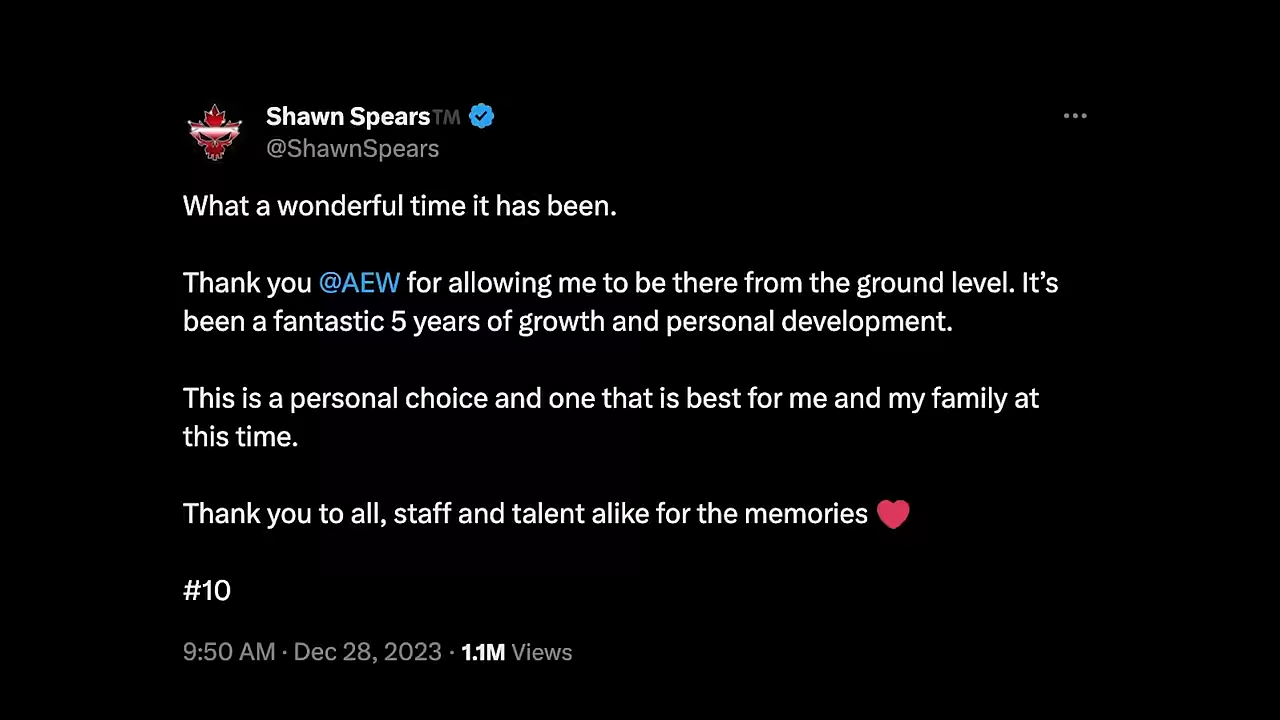 Shawn Spears™
@ShawnSpears
What a wonderful time it has been.
Thank you @AEW for allowing me to be there from the ground level. It’s
been a fantastic 5 years of growth and personal development.
This is a personal choice and one that is best for me and my family at
this time.
Thank you to all, staff and talent alike for the memories ❤️
#10
9:50 AM · Dec 28, 2023 · 1.1M Views